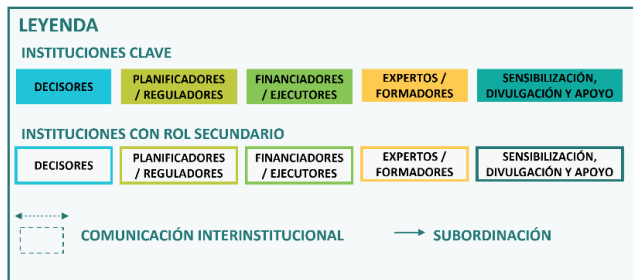 LEYENDA
INSTITUCIONES CLAVE
DECISORES
PLANIFICADORES
/ REGULADORES
FINANCIADORES
/ EJECUTORES
EXPERTOS /
FORMADORES
SENSIBILIZACIÓN,
DIVULGACIÓN Y APOYO
INSTITUCIONES CON ROL SECUNDARIO
DECISORES
PLANIFICADORES
/ REGULADORES
FINANCIADORES
/ EJECUTORES
EXPERTOS /
FORMADORES
SENSIBILIZACIÓN,
DIVULGACIÓN Y APOYO
COMUNICACIÓN INTERINSTITUCIONAL
SUBORDINACIÓN